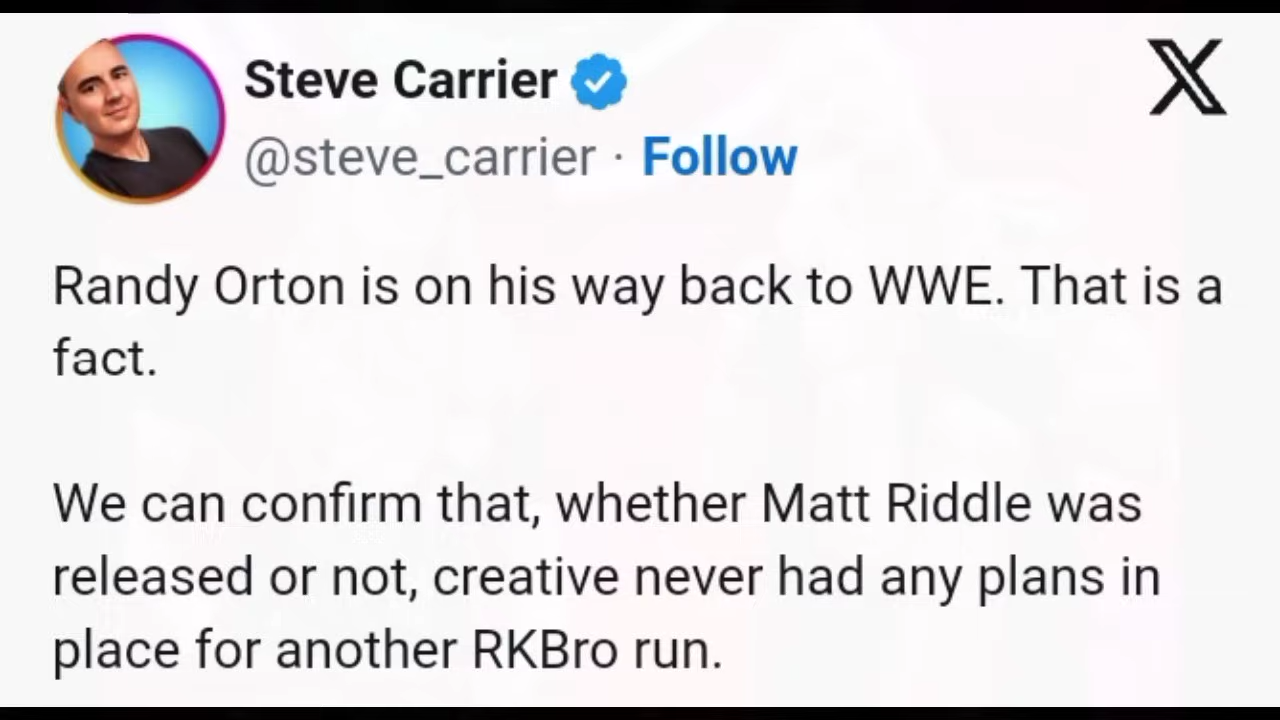 Steve Carrier
@steve_carrier · Follow
Randy Orton is on his way back to WWE. That is a
fact.
We can confirm that, whether Matt Riddle was
released or not, creative never had any plans in
place for another RKBro run.